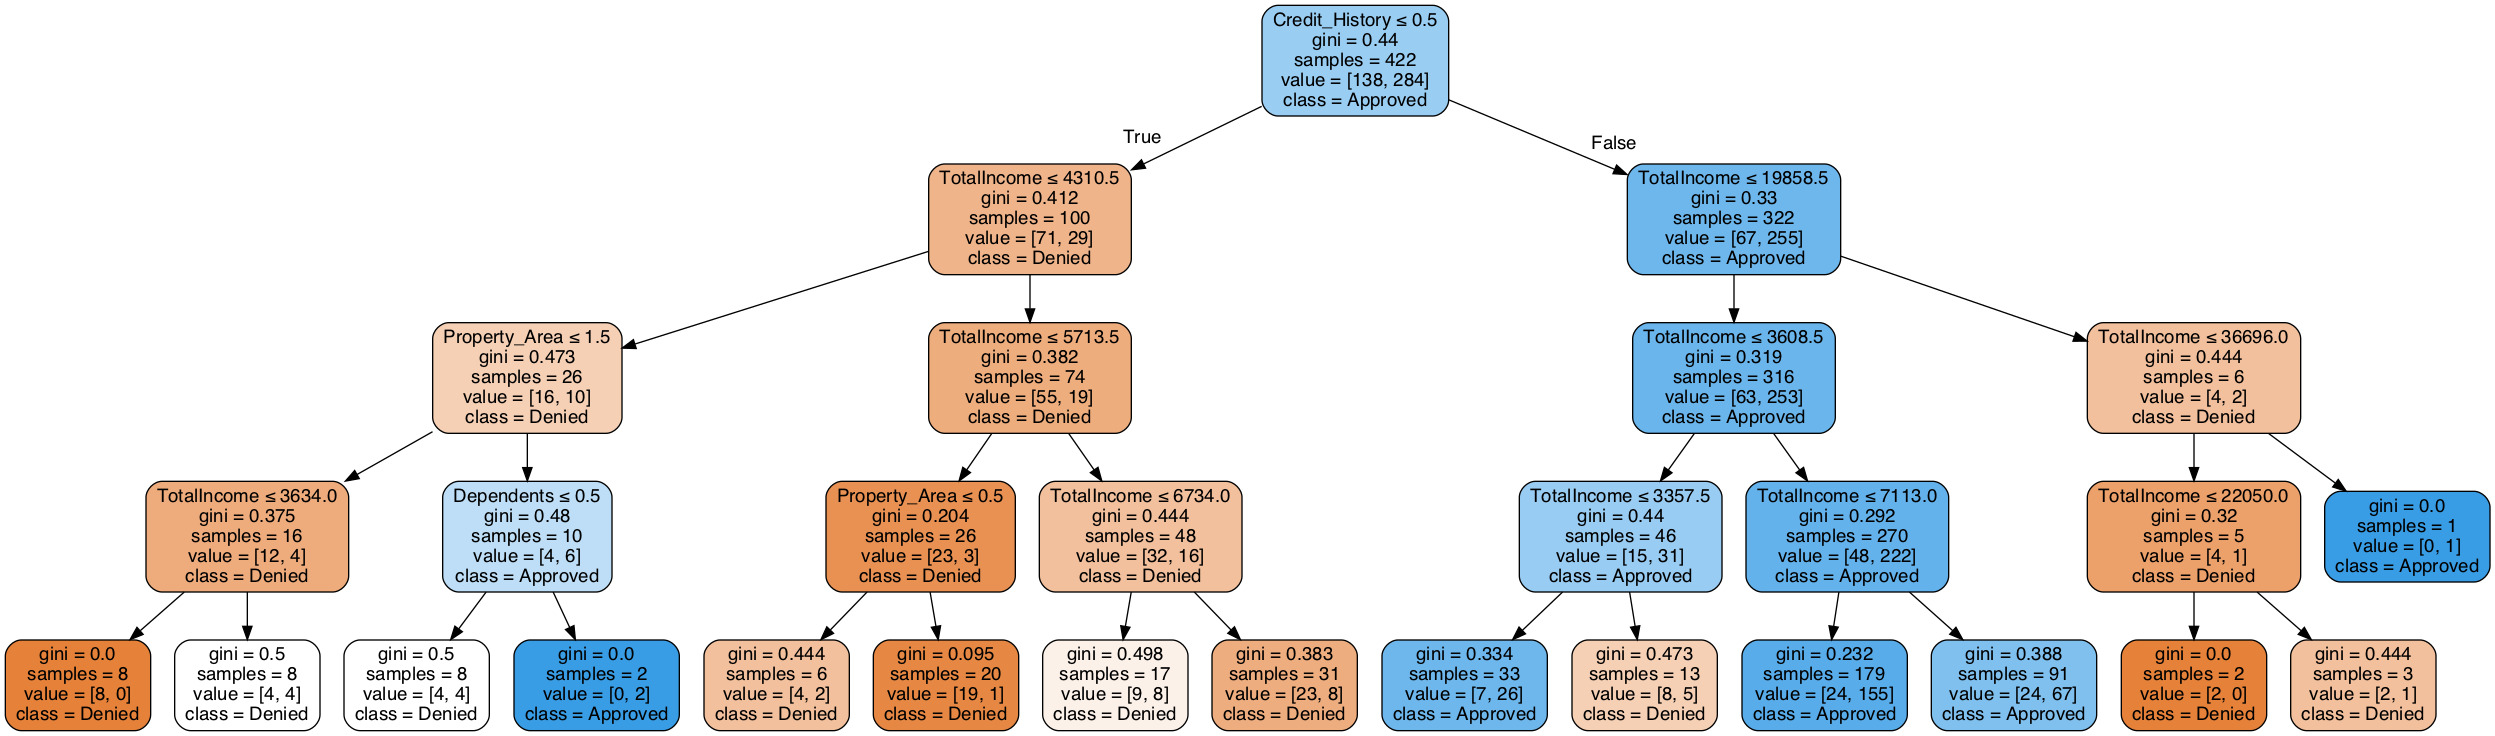 Credit_History ≤ 0.5
gini = 0.44
samples = 422
value = [138, 284]
class = Approved
True
False
TotalIncome ≤ 4310.5
gini = 0.412
samples = 100
value = [71, 29]
class = Denied
TotalIncome ≤ 19858.5
gini = 0.33
samples = 322
value = [67, 255]
class = Approved
Property_Area ≤ 1.5
gini = 0.473
samples = 26
value = [16, 10]
class = Denied
TotalIncome ≤ 5713.5
gini = 0.382
samples = 74
value = [55, 19]
class = Denied
TotalIncome ≤ 3608.5
gini = 0.319
samples = 316
value = [63, 253]
class = Approved
TotalIncome ≤ 36696.0
gini = 0.444
samples = 6
value = [4, 2]
class = Denied
TotalIncome ≤ 3634.0
gini = 0.375
samples = 16
value = [12, 4]
class = Denied
Dependents ≤ 0.5
gini = 0.48
samples = 10
value = [4, 6]
class = Approved
Property_Area ≤ 0.5
gini = 0.204
samples = 26
value = [23, 3]
class = Denied
TotalIncome ≤ 6734.0
gini = 0.444
samples = 48
value = [32, 16]
class = Denied
TotalIncome ≤ 3357.5
gini = 0.44
samples = 46
value = [15, 31]
class = Approved
TotalIncome ≤ 7113.0
gini = 0.292
samples = 270
value = [48, 222]
class = Approved
TotalIncome ≤ 22050.0
gini = 0.32
samples = 5
value = [4, 1]
class = Denied
gini = 0.0
samples = 1
value = [0, 1]
class = Approved
gini = 0.0
samples = 8
value = [8, 0]
class = Denied
gini = 0.5
samples = 8
value = [4, 4]
class = Denied
gini = 0.5
samples = 8
value = [4, 4]
class = Denied
gini = 0.0
samples = 2
value = [0, 2]
class = Approved
gini = 0.444
samples = 6
value = [4, 2]
class = Denied
gini = 0.095
samples = 20
value = [19, 1]
class = Denied
gini = 0.498
samples = 17
value = [9, 8]
class = Denied
gini = 0.383
samples = 31
value = [23, 8]
class = Denied
gini = 0.334
samples = 33
value = [7, 26]
class = Approved
gini = 0.473
samples = 13
value = [8, 5]
class = Denied
gini = 0.232
samples = 179
value = [24, 155]
class = Approved
gini = 0.388
samples = 91
value = [24, 67]
class = Approved
gini = 0.0
samples = 2
value = [2, 0]
class = Denied
gini = 0.444
samples = 3
value = [2, 1]
class = Denied